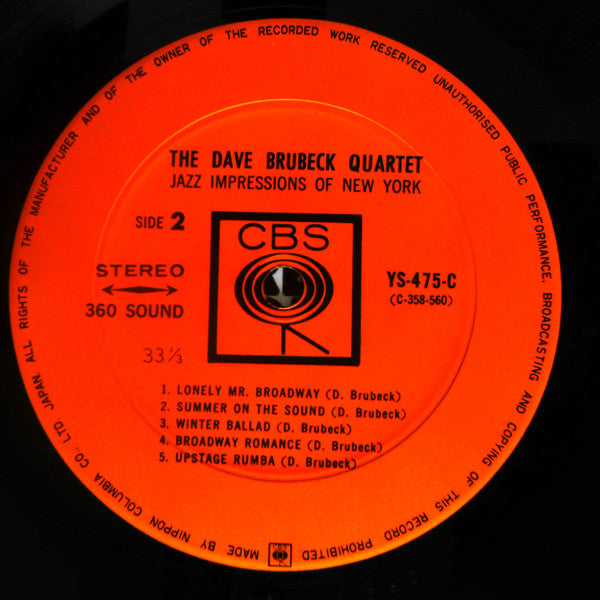 ALL RIGHTS OF THE MANUFACTURER AND OF THE OWNER OF THE RECORDED WORK RESERVED UNAUTHORISED PUBLIC PERFORMANCE, BROADCASTING AND COPYING OF THIS RECORD PROHIBITED
THE DAVE BRUBECK QUARTET
JAZZ IMPRESSIONS OF NEW YORK
SIDE 2
CBS
STEREO
360 SOUND
YS-475-C
(C-358-560)
33 1/3
1. LONELY MR. BROADWAY (D. Brubeck)
2. SUMMER ON THE SOUND (D. Brubeck)
3. WINTER BALLAD (D. Brubeck)
4. BROADWAY ROMANCE (D. Brubeck)
5. UPSTAGE RUMBA (D. Brubeck)
CBS
MADE BY NIPPON COLUMBIA CO., LTD. JAPAN.